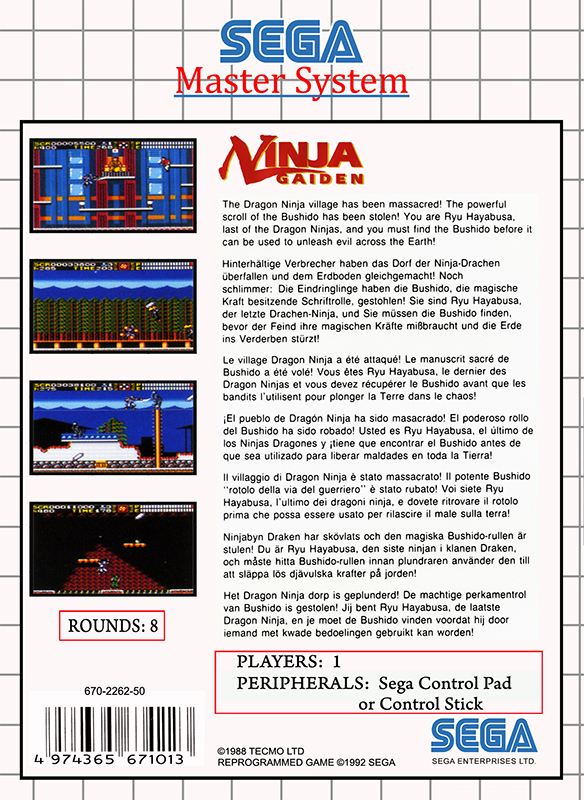 SEGA
Master System
NINJA
GAIDEN
The Dragon Ninja village has been massacred! The powerful
scroll of the Bushido has been stolen! You are Ryu Hayabusa,
last of the Dragon Ninjas, and you must find the Bushido before it
can be used to unleash evil across the Earth!
Hinterhältige Verbrecher haben das Dorf der Ninja-Drachen
überfallen und dem Erdboden gleichgemacht! Noch
schlimmer: Die Eindringlinge haben die Bushido, die magische
Kraft besitzende Schriftrolle, gestohlen! Sie sind Ryu Hayabusa,
der letzte Drachen-Ninja, und Sie müssen die Bushido finden,
bevor der Feind ihre magischen Kräfte mißbraucht und die Erde
ins Verderben stürzt!
Le village Dragon Ninja a été attaqué! Le manuscrit sacré de
Bushido a été volé! Vous êtes Ryu Hayabusa, le dernier des
Dragon Ninjas et vous devez récupérer le Bushido avant que les
bandits l'utilisent pour plonger la Terre dans le chaos!
¡El pueblo de Dragón Ninja ha sido masacrado! El poderoso rollo
del Bushido ha sido robado! Usted es Ryu Hayabusa, el último de
los Ninjas Dragones y ¡tiene que encontrar el Bushido antes de
que sea utilizado para liberar maldades en toda la Tierra!
Il villaggio di Dragon Ninja è stato massacrato! Il potente Bushido
"rotolo della via del guerriero" è stato rubato! Voi siete Ryu
Hayabusa, l'ultimo dei dragoni ninja, e dovete ritrovare il rotolo
prima che possa essere usato per rilascire il male sulla terra!
Ninjabyn Draken har skövlats och den magiska Bushido-rullen är
stulen! Du är Ryu Hayabusa, den siste ninjan i klanen Draken,
och måste hitta Bushido-rullen innan plundraren använder den till
att släppa lös djävulska krafter på jorden!
Het Dragon Ninja dorp is geplunderd! De machtige perkamentrol
van Bushido is gestolen! Jij bent Ryu Hayabusa, de laatste
Dragon Ninja, en je moet de Bushido vinden voordat hij door
iemand met kwade bedoelingen gebruikt kan worden!
ROUNDS: 8
PLAYERS: 1
PERIPHERALS: Sega Control Pad
or Control Stick
670-2262-50
4 974365 671013
©1988 TECMO LTD
REPROGRAMMED GAME ©1992 SEGA
SEGA
SEGA ENTERPRISES LTD.